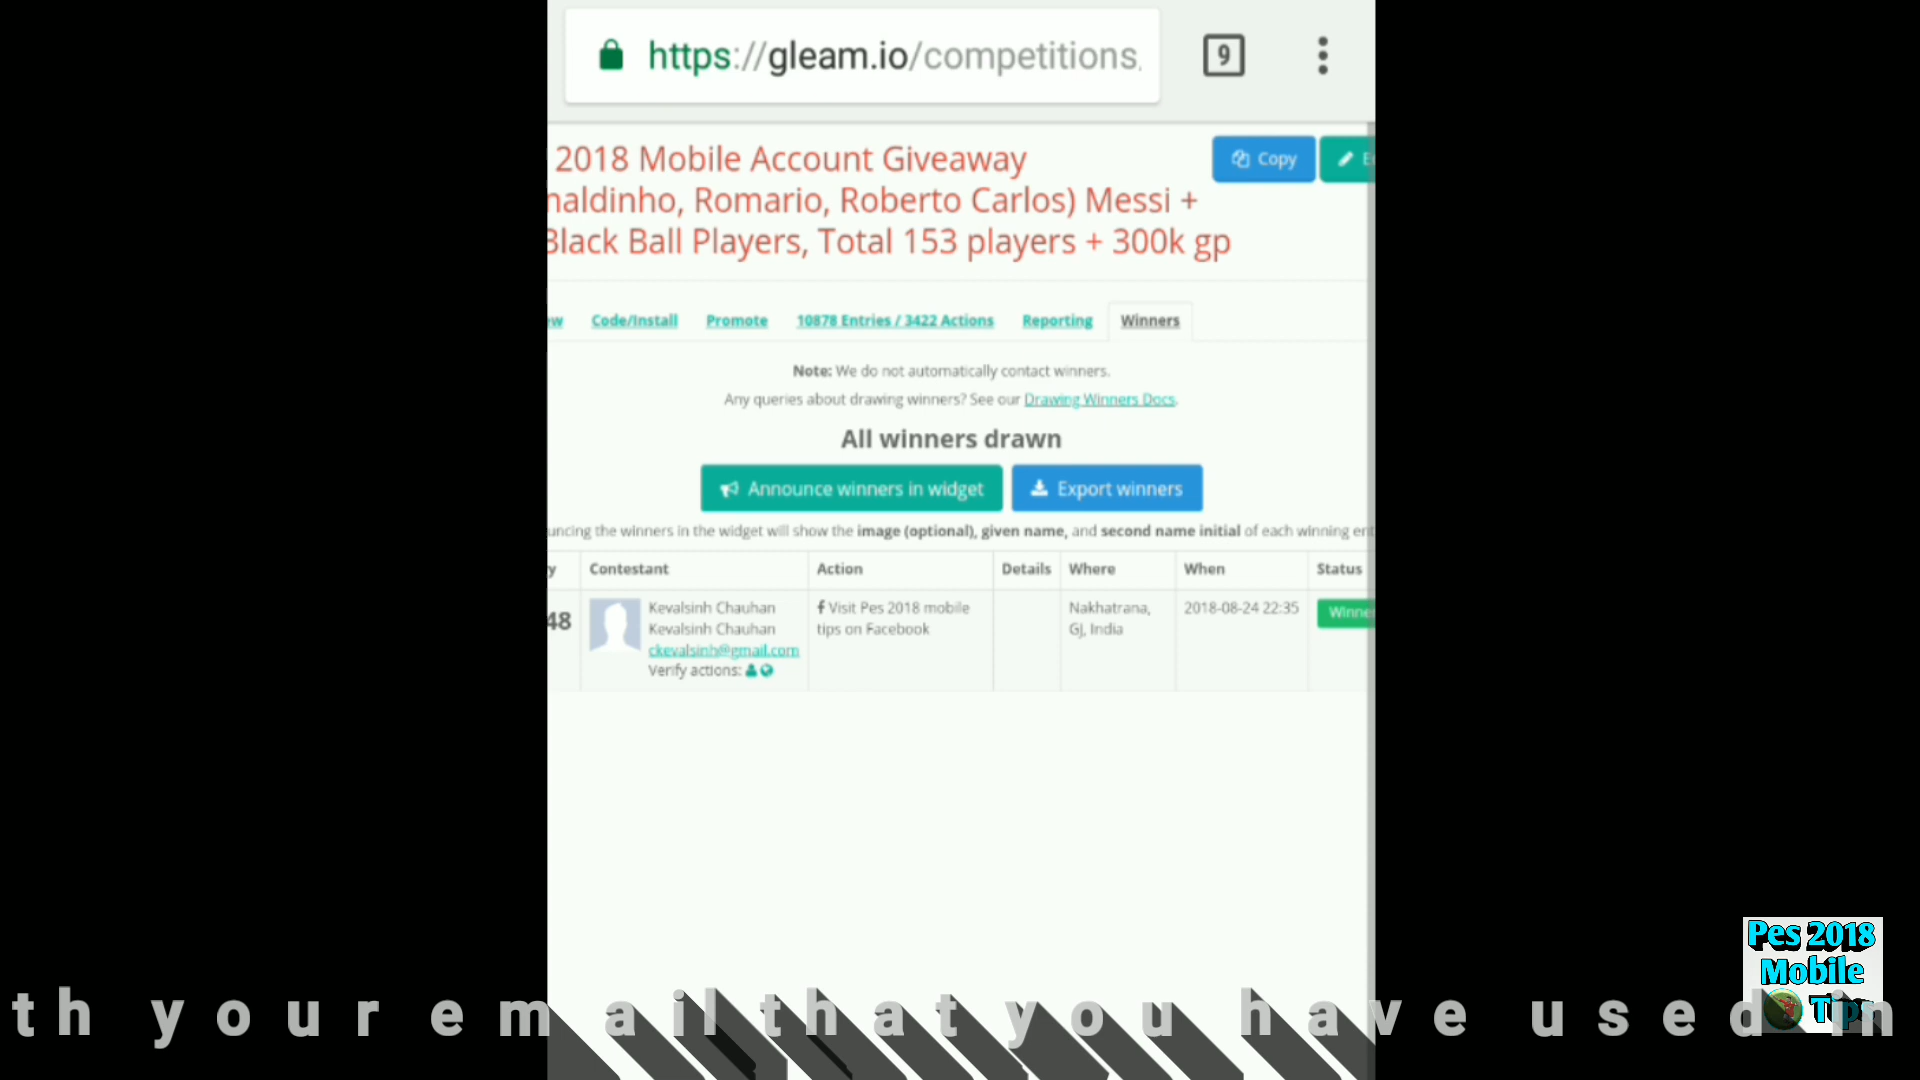 https://gleam.io/competitions
9
2018 Mobile Account Giveaway
naldinho, Romario, Roberto Carlos) Messi +
Black Ball Players, Total 153 players + 300k gp
Copy
Code/Install
Promote
10878 Entries / 3422 Actions
Reporting
Winners
Note: We do not automatically contact winners.
Any queries about drawing winners? See our Drawing Winners Docs.
All winners drawn
Announce winners in widget
Export winners
uncing the winners in the widget will show the image (optional), given name, and second name initial of each winning ent
y
Contestant
Action
Details
Where
When
Status
48
Kevalsinh Chauhan
Kevalsinh Chauhan
ckevalsinh@gmail.com
Verify actions:
Visit Pes 2018 mobile
tips on Facebook
Nakhatrana,
GJ, India
2018-08-24 22:35
Winne
Pes 2018
Mobile
Tips
th your email that you have used in